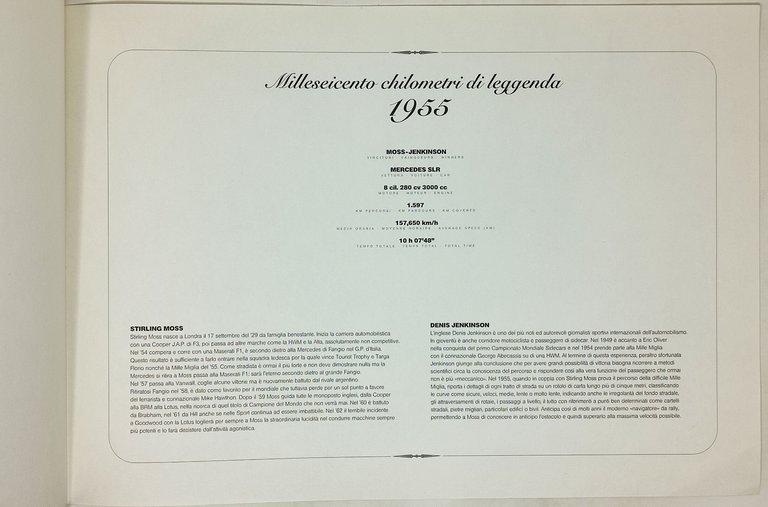 Milleseicento chilometri di leggenda
1955
MOSS-JENKINSON
VINCITORI · VAINQUEURS · WINNERS
MERCEDES SLR
VETTURA · VOITURE · CAR
8 cil. 280 cv 3000 cc
MOTORE · MOTEUR · ENGINE
1.597
KM PERCORSI · KM PARCOURS · KM COVERED
157,650 km/h
MEDIA ORARIA · MOYENNE HORAIRE · AVERAGE SPEED (KM)
10 h 07'48"
TEMPO TOTALE · TEMPS TOTAL · TOTAL TIME
STIRLING MOSS
Stirling Moss nasce a Londra il 17 settembre del '29 da famiglia benestante. Inizia la carriera automobilistica
con una Cooper J.A.P. di F3, poi passa ad altre marche come la HWM e la Alta, assolutamente non competitive.
Nel '54 compera e corre con una Maserati F1, è secondo dietro alla Mercedes di Fangio nel G.P. d'Italia.
Questo risultato è sufficiente a farlo entrare nella squadra tedesca per la quale vince Tourist Trophy e Targa
Florio nonché la Mille Miglia del '55. Come stradista è ormai il più forte e non deve dimostrare nulla ma la
Mercedes si ritira e Moss passa alla Maserati F1: sarà l'eterno secondo dietro al grande Fangio.
Nel '57 passa alla Vanwall, coglie alcune vittorie ma è nuovamente battuto dal rivale argentino.
Ritiratosi Fangio nel '58, è dato come favorito per il mondiale che tuttavia perde per un solo punto a favore
del ferrarista e connazionale Mike Hawthorn. Dopo il '59 Moss guida tutte le monoposto inglesi, dalla Cooper
alla BRM alla Lotus, nella ricerca di quel titolo di Campione del Mondo che non verrà mai. Nel '60 è battuto
da Brabham, nel '61 da Hill anche se nelle Sport continua ad essere imbattibile. Nel '62 il terribile incidente
a Goodwood con la Lotus toglierà per sempre a Moss la straordinaria lucidità nel condurre macchine sempre
più potenti e lo farà desistere dall'attività agonistica.
DENIS JENKINSON
L'inglese Denis Jenkinson è uno dei più noti ed autorevoli giornalisti sportivi internazionali dell'automobilismo.
In gioventù è anche corridore motociclista e passeggero di sidecar. Nel 1949 è accanto a Eric Oliver
nella conquista del primo Campionato Mondiale Sidecars e nel 1954 prende parte alla Mille Miglia
con il connazionale George Abecassis su di una HWM. Al termine di questa esperienza, peraltro sfortunata
Jenkinson giunge alla conclusione che per avere grandi possibilità di vittoria bisogna ricorrere a metodi
scientifici circa la conoscenza del percorso e rispondere così alla vera funzione del passeggero che ormai
non è più «meccanico». Nel 1955, quando in coppia con Stirling Moss prova il percorso della difficile Mille
Miglia, riporta i dettagli di ogni tratto di strada su un rotolo di carta lungo più di cinque metri, classificando
le curve come sicure, veloci, medie, lente o molto lente, indicando anche le irregolarità del fondo stradale,
gli attraversamenti di rotaie, i passaggi a livello, il tutto con riferimenti a punti ben determinati come cartelli
stradali, pietre migliari, particolari edifici o bivii. Anticipa così di molti anni il moderno «navigatore» da rally,
permettendo a Moss di conoscere in anticipo l'ostacolo e quindi superarlo alla massima velocità possibile.